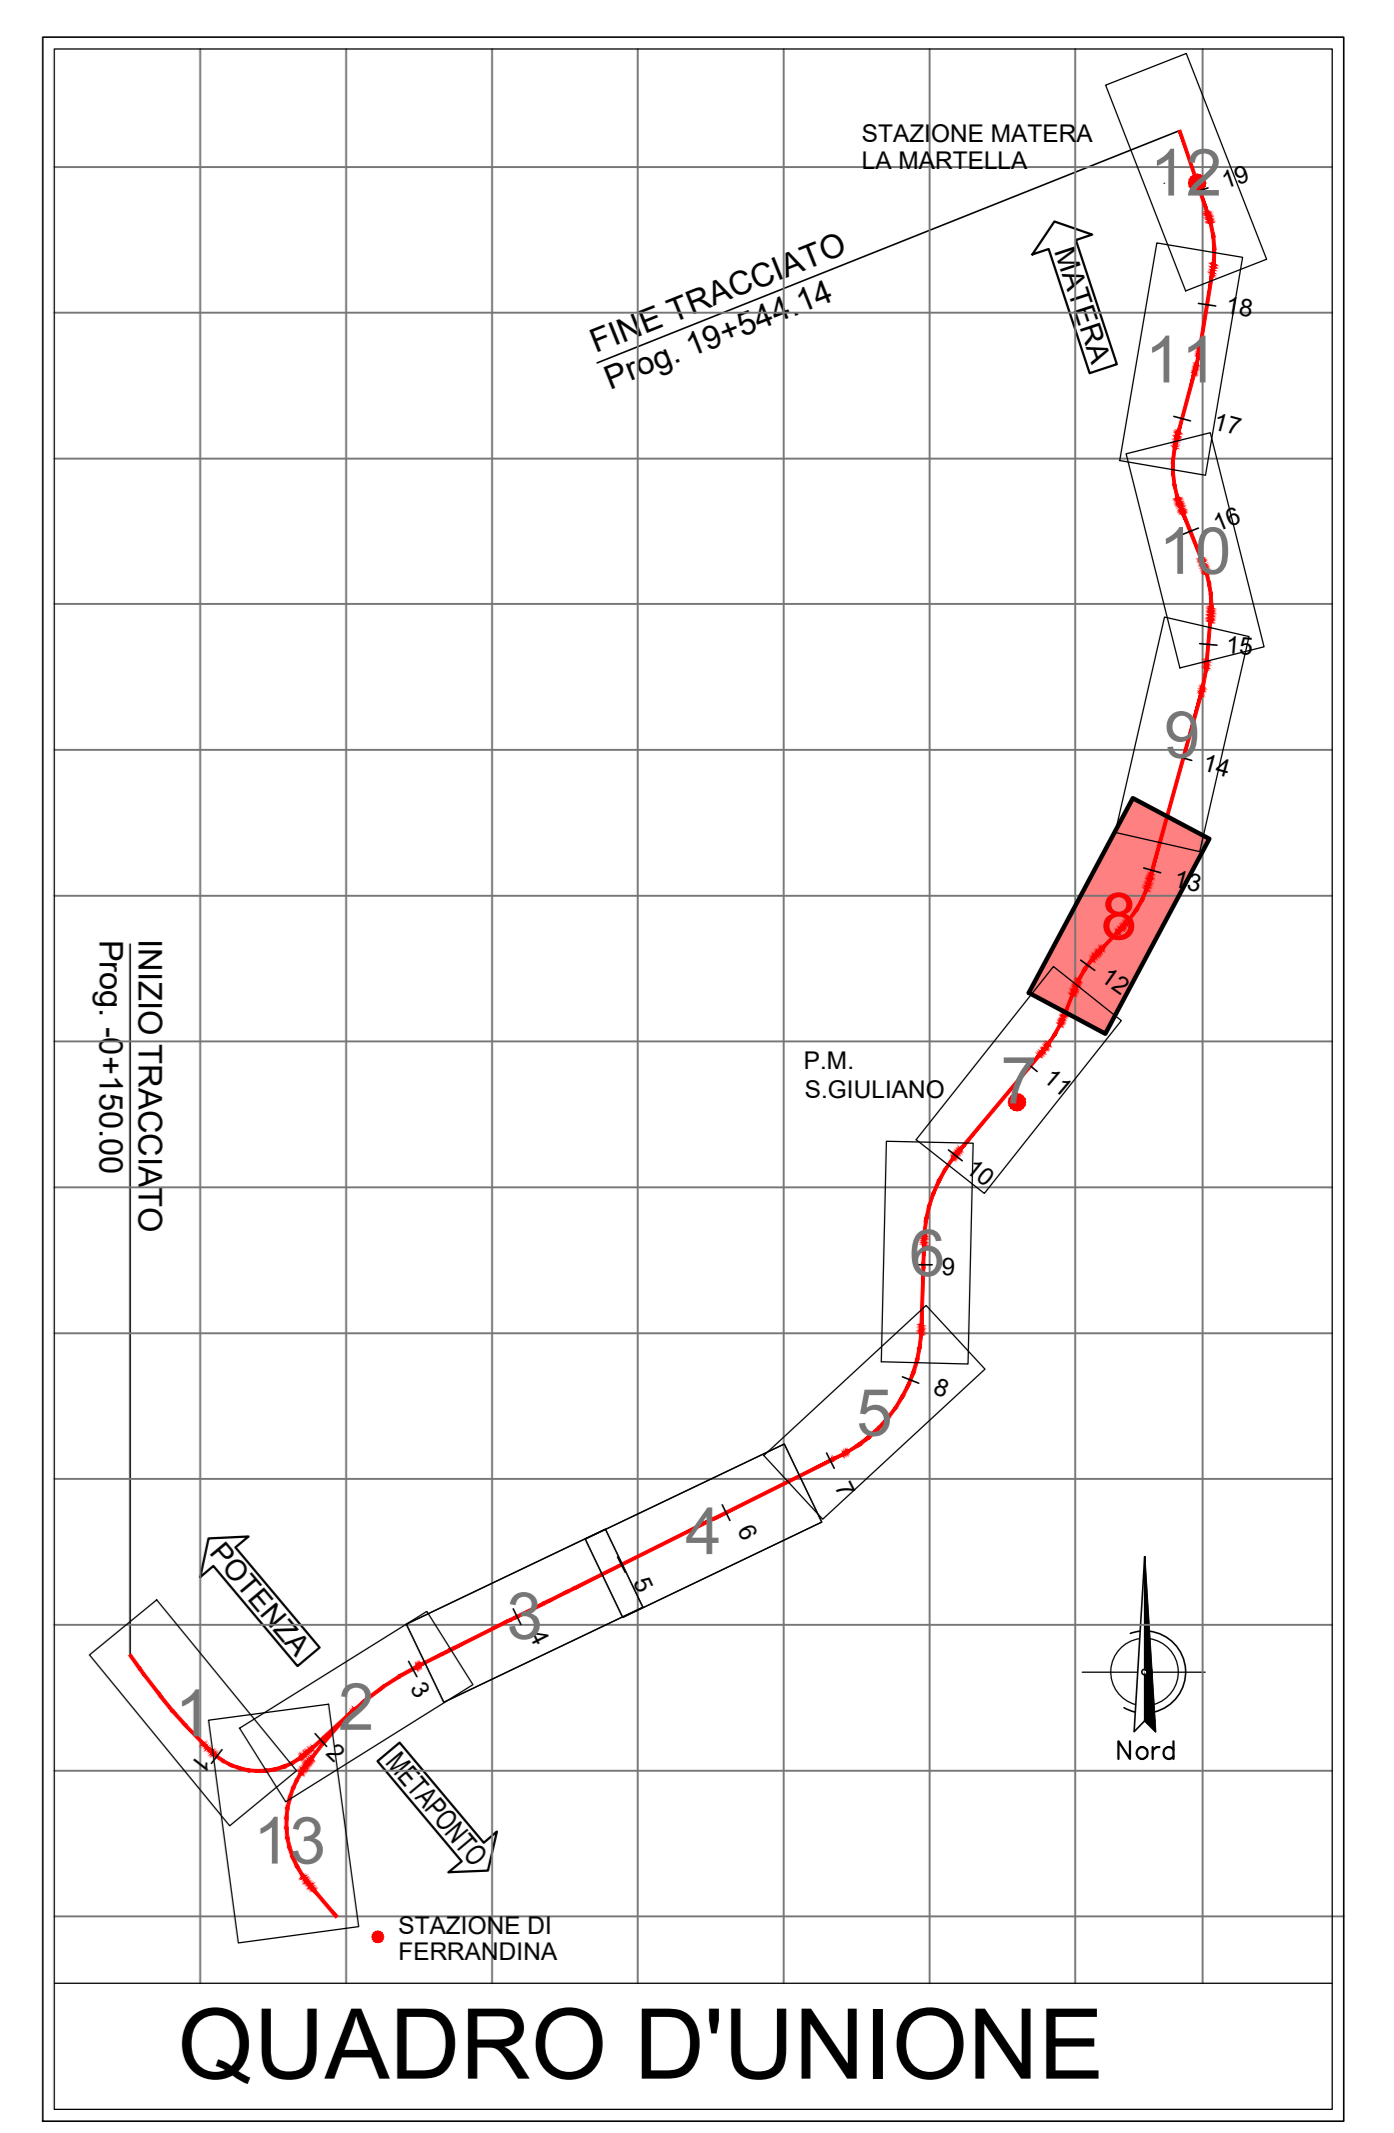 STAZIONE MATERA
LA MARTELLA
12
19
FINE TRACCIATO
Prog. 19+544.14
MATERA
18
11
17
16
10
15
9
14
13
8
12
INIZIO TRACCIATO
Prog. -0+150.00
P.M.
S.GIULIANO
7
11
10
6
9
8
5
7
4
6
5
3
4
POTENZA
3
2
1
2
1
METAPONTO
13
Nord
STAZIONE DI
FERRANDINA
QUADRO D'UNIONE